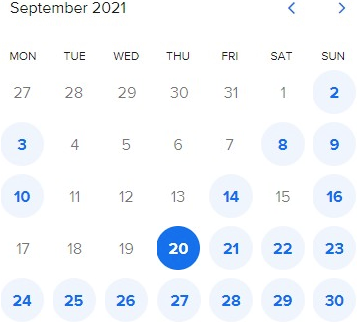 September 2021
MON TUE WED THU FRI SAT SUN
27 28 29 30 31 1 2
3 4 5 6 7 8 9
10 11 12 13 14 15 16
17 18 19 20 21 22 23
24 25 26 27 28 29 30